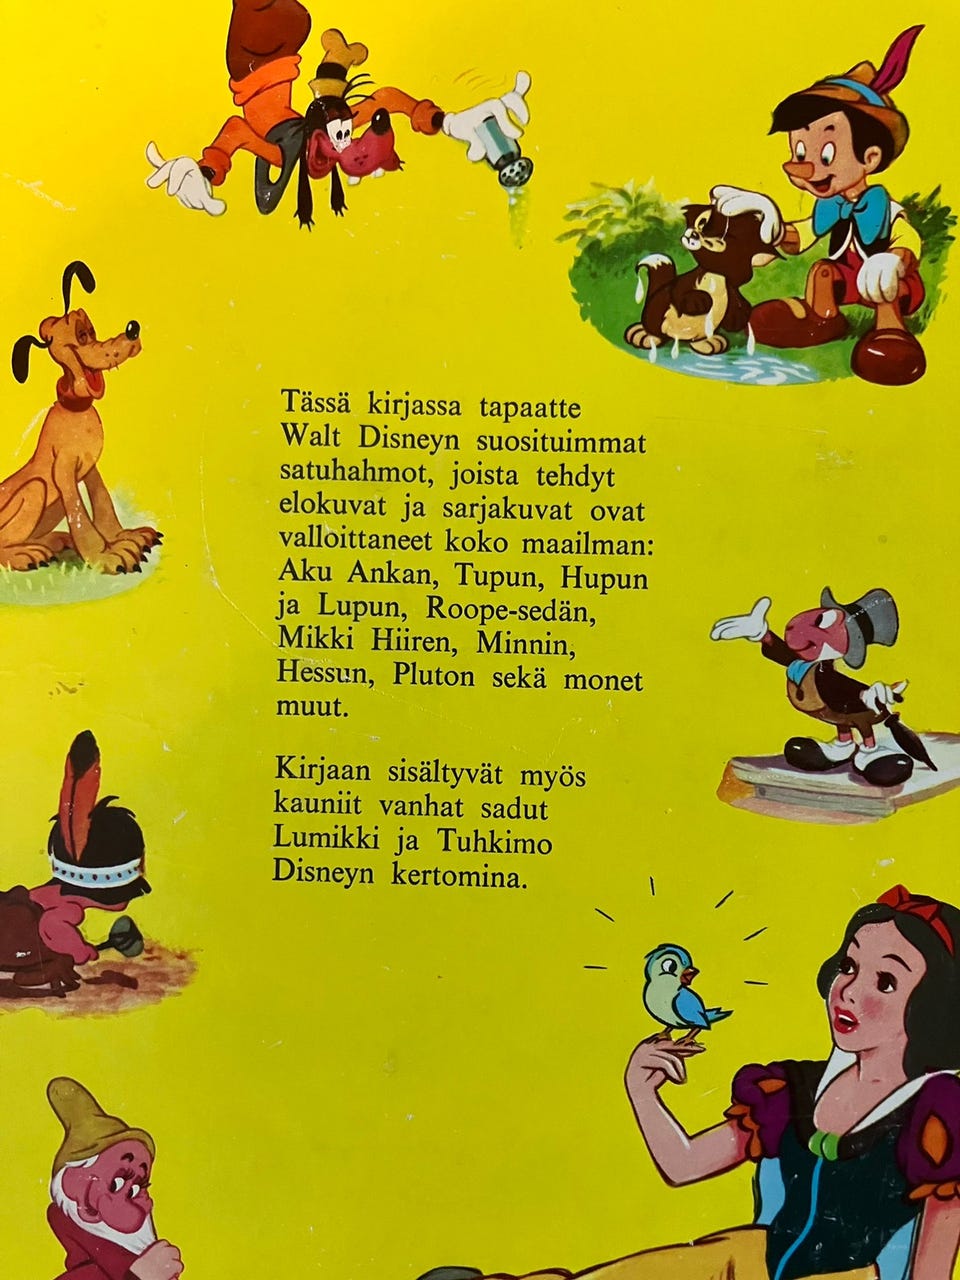 Tässä kirjassa tapaatte
Walt Disneyn suosituimmat
satuhahmot, joista tehdyt
elokuvat ja sarjakuvat ovat
valloittaneet koko maailman:
Aku Ankan, Tupun, Hupun
ja Lupun, Roope-sedän,
Mikki Hiiren, Minnin,
Hessun, Pluton sekä monet
muut.
Kirjaan sisältyvät myös
kauniit vanhat sadut
Lumikki ja Tuhkimo
Disneyn kertomina.